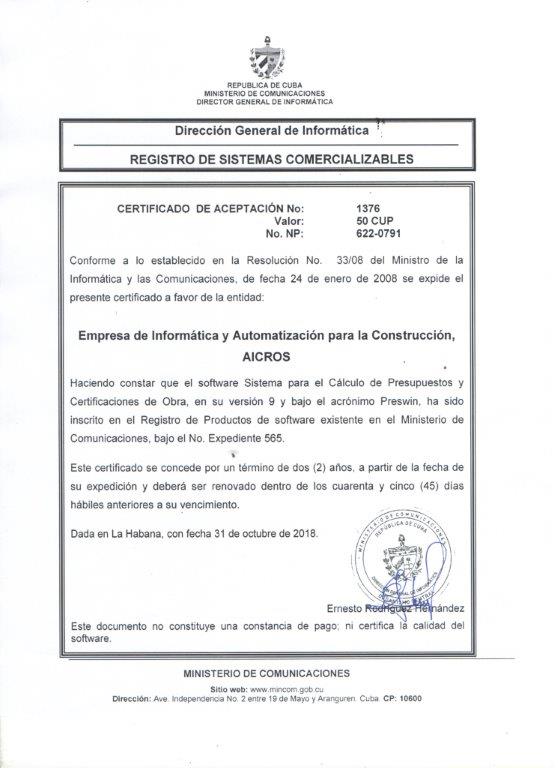 REPUBLICA DE CUBA
MINISTERIO DE COMUNICACIONES
DIRECTOR GENERAL DE INFORMÁTICA
Dirección General de Informática
REGISTRO DE SISTEMAS COMERCIALIZABLES
CERTIFICADO DE ACEPTACIÓN No: 1376
Valor: 50 CUP
No. NP: 622-0791
Conforme a lo establecido en la Resolución No. 33/08 del Ministro de la
Informática y las Comunicaciones, de fecha 24 de enero de 2008 se expide el
presente certificado a favor de la entidad:
Empresa de Informática y Automatización para la Construcción,
AICROS
Haciendo constar que el software Sistema para el Cálculo de Presupuestos y
Certificaciones de Obra, en su versión 9 y bajo el acrónimo Preswin, ha sido
inscrito en el Registro de Productos de software existente en el Ministerio de
Comunicaciones, bajo el No. Expediente 565.
Este certificado se concede por un término de dos (2) años, a partir de la fecha de
su expedición y deberá ser renovado dentro de los cuarenta y cinco (45) días
hábiles anteriores a su vencimiento.
Dada en La Habana, con fecha 31 de octubre de 2018.
MINISTERIO DE COMUNICACIONES
REPÚBLICA DE CUBA
DIRECCIÓN GENERAL DE INFORMÁTICA
Ernesto Rodríguez Hernández
Este documento no constituye una constancia de pago; ni certifica la calidad del
software.
MINISTERIO DE COMUNICACIONES
Sitio web: www.mincom.gob.cu
Dirección: Ave. Independencia No. 2 entre 19 de Mayo y Aranguren. Cuba. CP: 10600